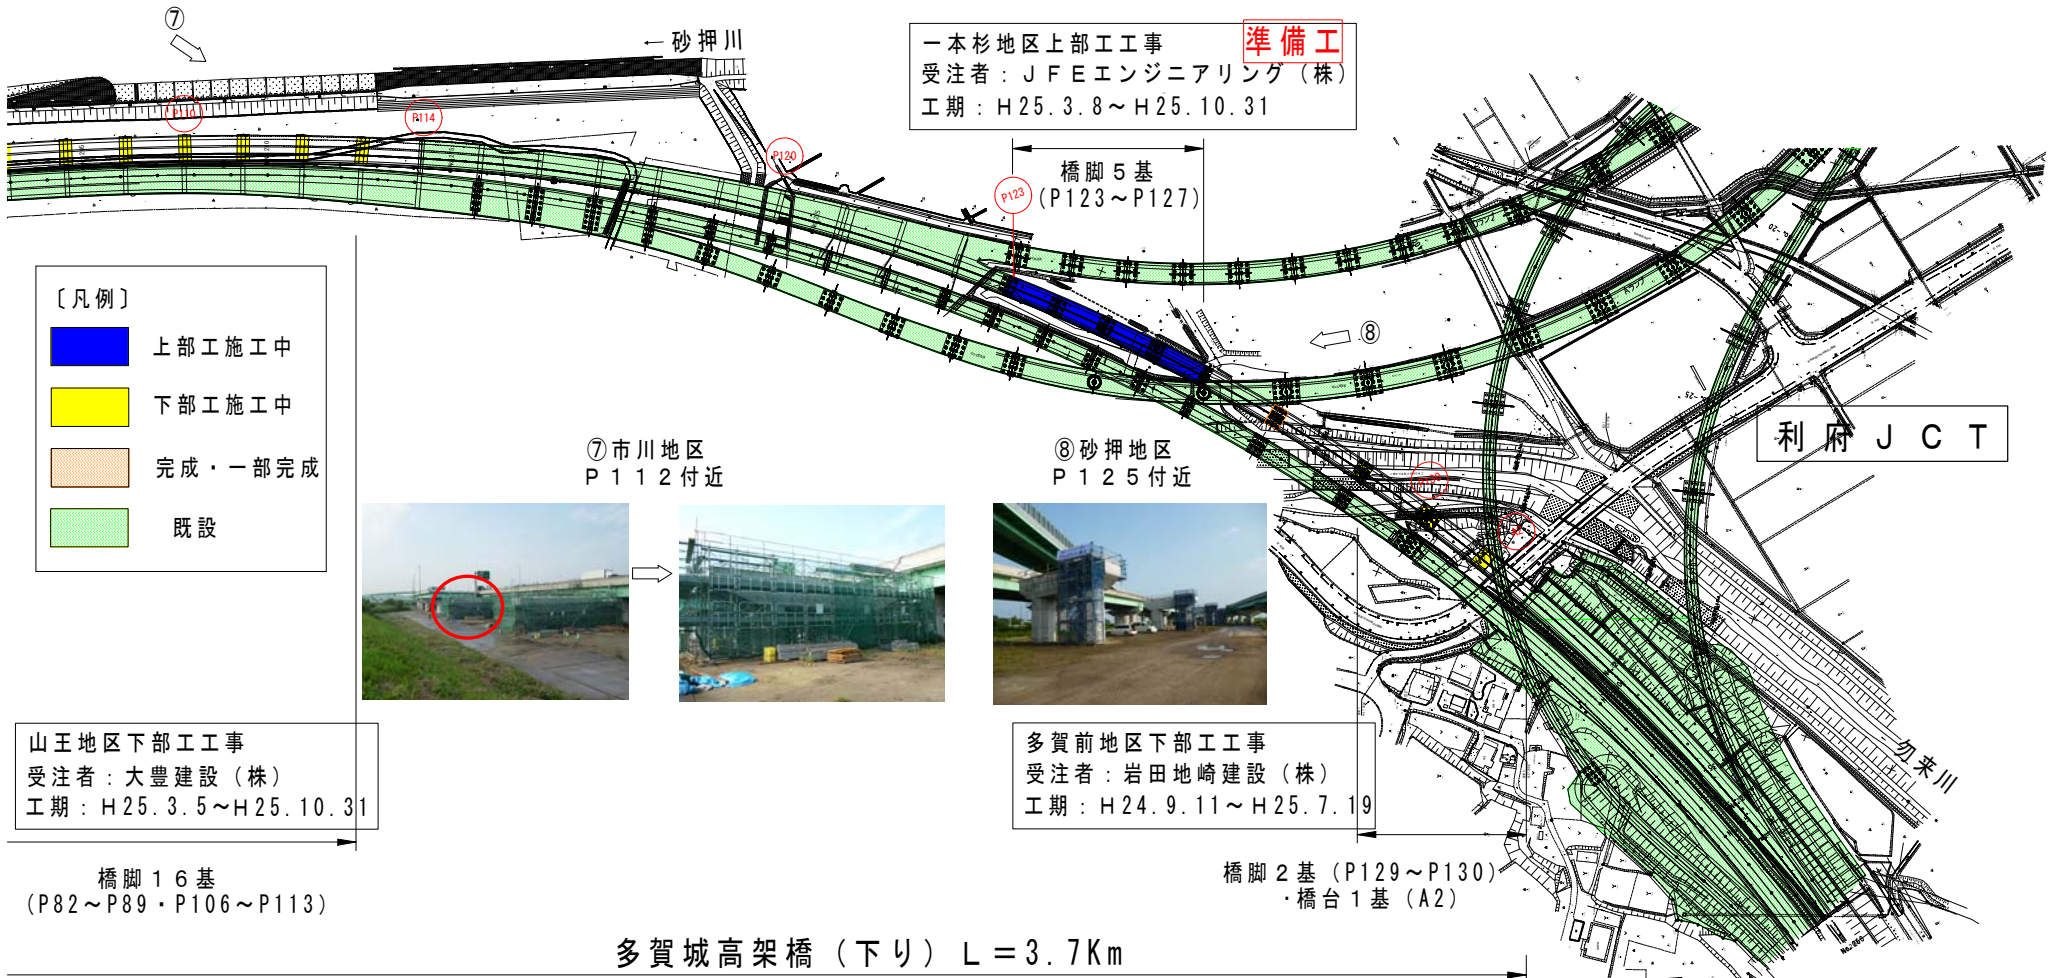 ⑦
← 砂押川
一本杉地区上部工工事
準備工
受注者：ＪＦＥエンジニアリング（株）
工期：Ｈ25.3.8～Ｈ25.10.31
橋脚５基
(P123～P127)
P110
P114
P120
P123
〔凡例〕
上部工施工中
下部工施工中
完成・一部完成
既設
⑧
利府ＪＣＴ
⑦市川地区
Ｐ１１２付近
⑧砂押地区
Ｐ１２５付近
P130
A2
山王地区下部工工事
受注者：大豊建設（株）
工期：Ｈ25.3.5～Ｈ25.10.31
橋脚１６基
(P82～P89・P106～P113)
多賀前地区下部工工事
受注者：岩田地崎建設（株）
工期：Ｈ24.9.11～Ｈ25.7.19
橋脚２基（P129～P130）
・橋台１基（A2）
勿来川
多賀城高架橋（下り）Ｌ＝3.7Km